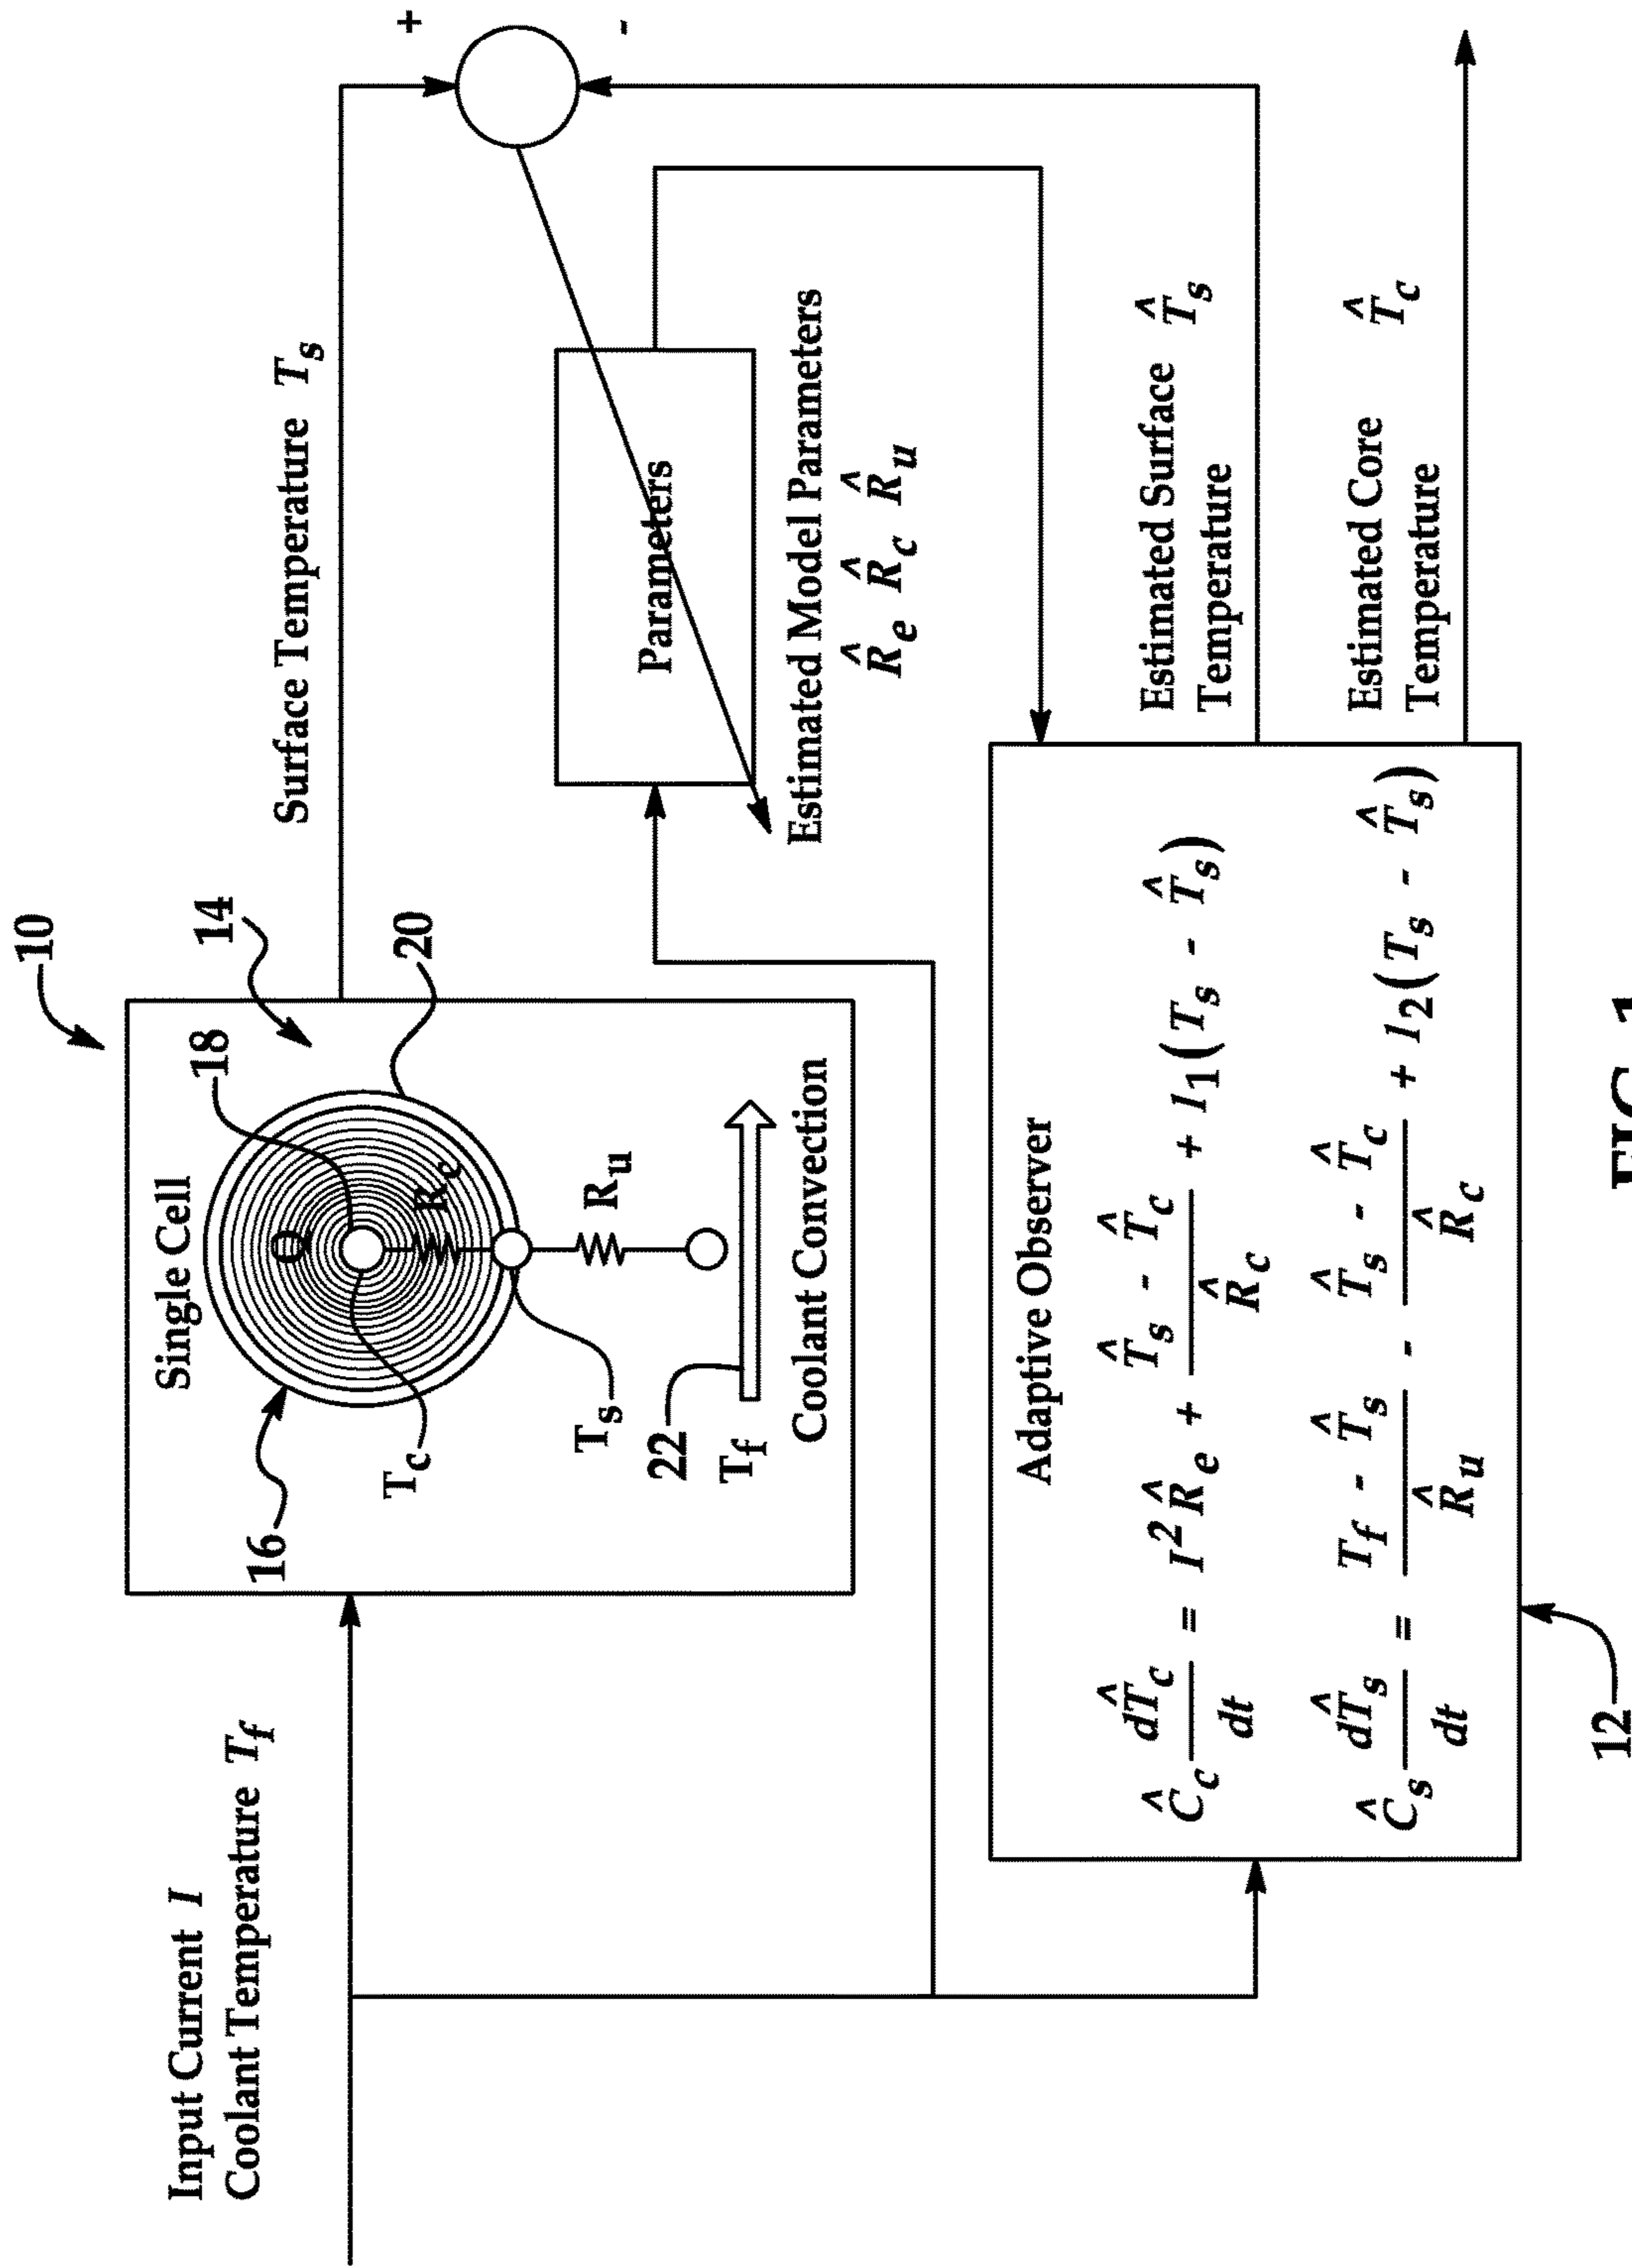 10
Input Current I
Coolant Temperature T_f
Single Cell
16
18
14
20
Q
R_c
T_c
T_s
R_u
22
T_f
Coolant Convection
Surface Temperature T_s
+
-
Parameters
Estimated Model Parameters
R̂_e R̂_c R̂_u
Adaptive Observer
Ĉ_c dT̂_c/dt = I² R̂_e + (T̂_s - T̂_c)/R̂_c + l₁(T_s - T̂_s)
Ĉ_s dT̂_s/dt = (T_f - T̂_s)/R̂_u - (T̂_s - T̂_c)/R̂_c + l₂(T_s - T̂_s)
12
Estimated Surface T̂_s
Temperature
Estimated Core T̂_c
Temperature